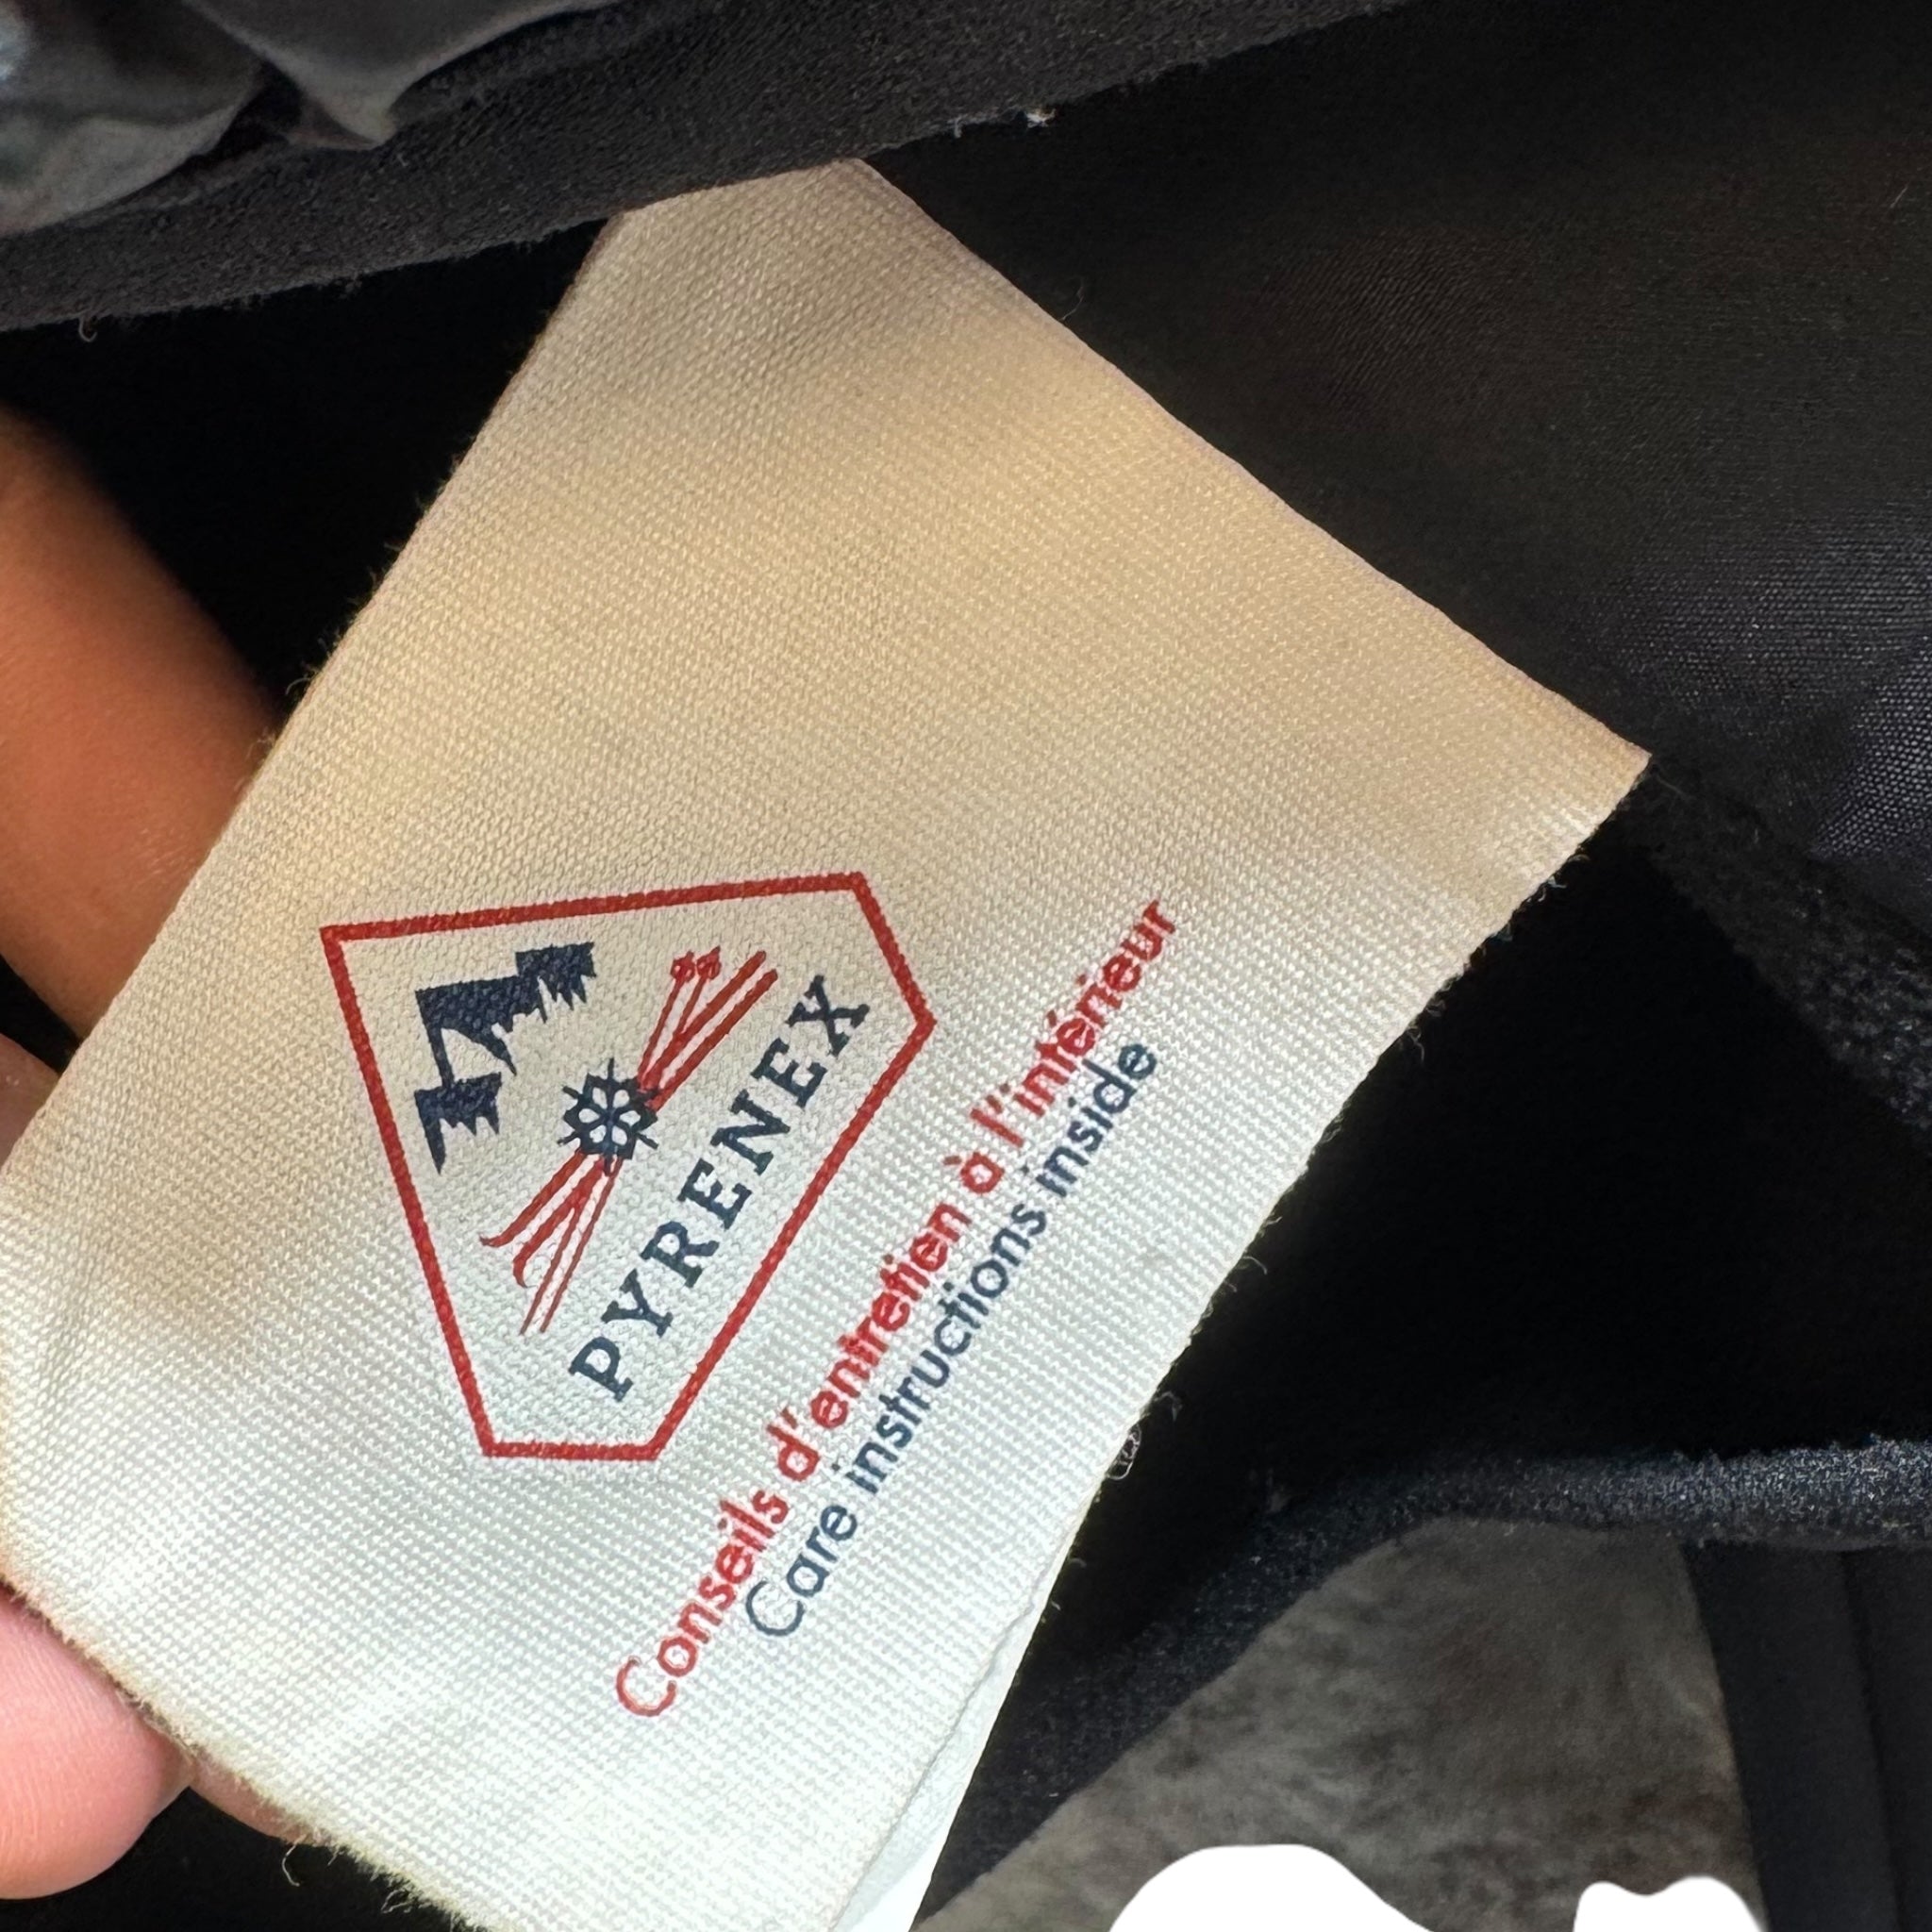 PYRENEX
Conseils d'entretien à l'intérieur
Care instructions inside